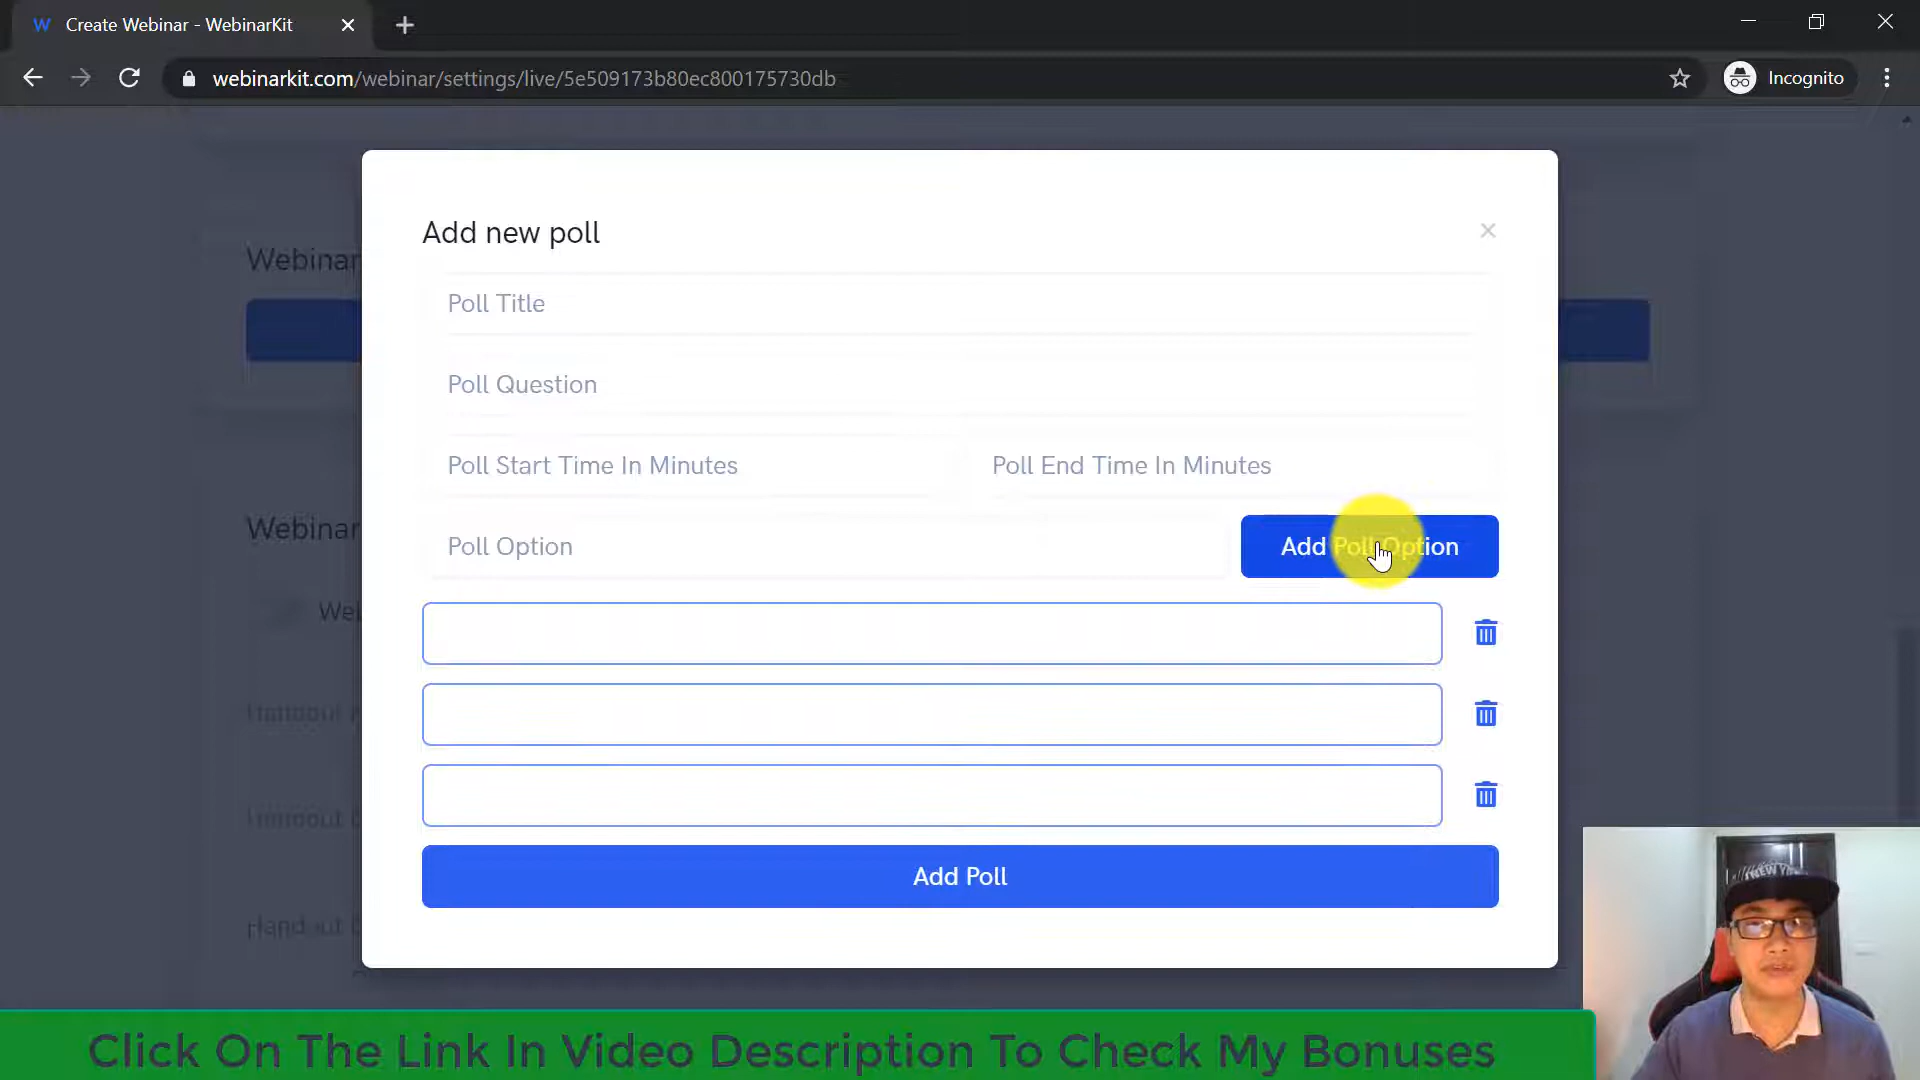 W Create Webinar - WebinarKit
webinarkit.com/webinar/settings/live/5e509173b80ec800175730db
Incognito
Webinar
Add new poll
Poll Title
Poll Question
Poll Start Time In Minutes
Poll End Time In Minutes
Webinar
Poll Option
Add Poll Option
Add Poll
Click On The Link In Video Description To Check My Bonuses